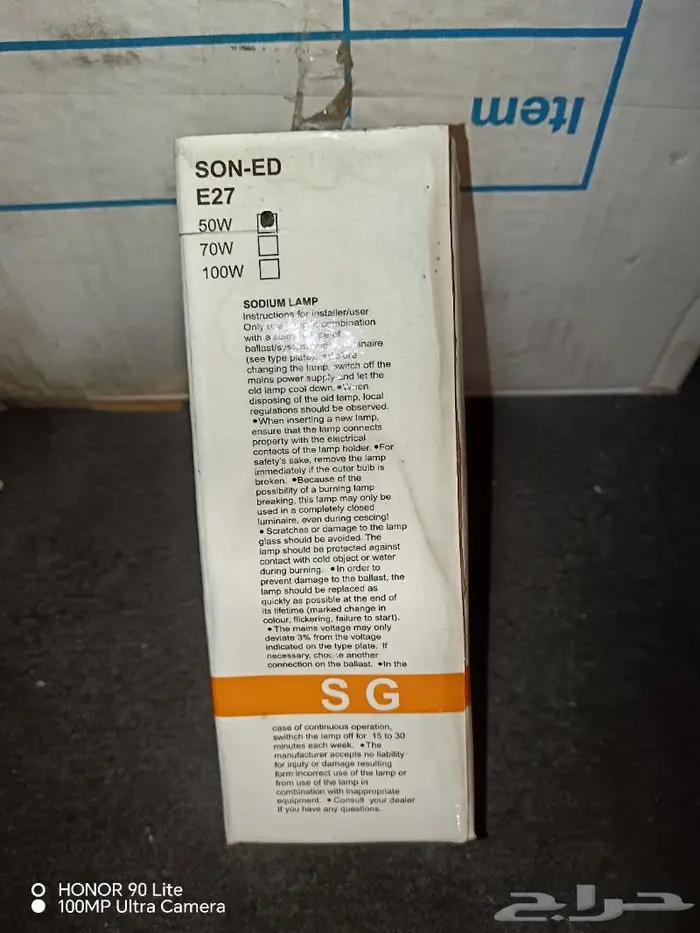 Item
SON-ED
E27
50W
70W
100W
SODIUM LAMP
Instructions for installer/user
Only combination
with a of
ballast/
(see type plate).
changing the lamp, switch off the
mains power supply and let the
old lamp cool down. •When
disposing of the old lamp, local
regulations should be observed.
•When inserting a new lamp,
ensure that the lamp connects
property with the electrical
contacts of the lamp holder. •For
safety's sake, remove the lamp
immediately if the outer bulb is
broken. •Because of the
possibility of a burning lamp
breaking, this lamp may only be
used in a completely closed
luminaire, even during cescing!
• Scratches or damage to the lamp
glass should be avoided. The
lamp should be protected against
contact with cold object or water
during burning. •In order to
prevent damage to the ballast, the
lamp should be replaced as
quickly as possible at the end of
its lifetime (marked change in
colour, flickering, failure to start).
• The mains voltage may only
deviate 3% from the voltage
indicated on the type plate. If
necessary, choose another
connection on the ballast. •In the
SG
case of continuous operation,
swithch the lamp off for 15 to 30
minutes each week. •The
manufacturer accepts no liability
for injuty or damage resulting
form incorrect use of the lamp or
from use of the lamp in
combination with inappropriate
equipment. •Consult your dealer
if you have any questions.
HONOR 90 Lite
100MP Ultra Camera
حراج